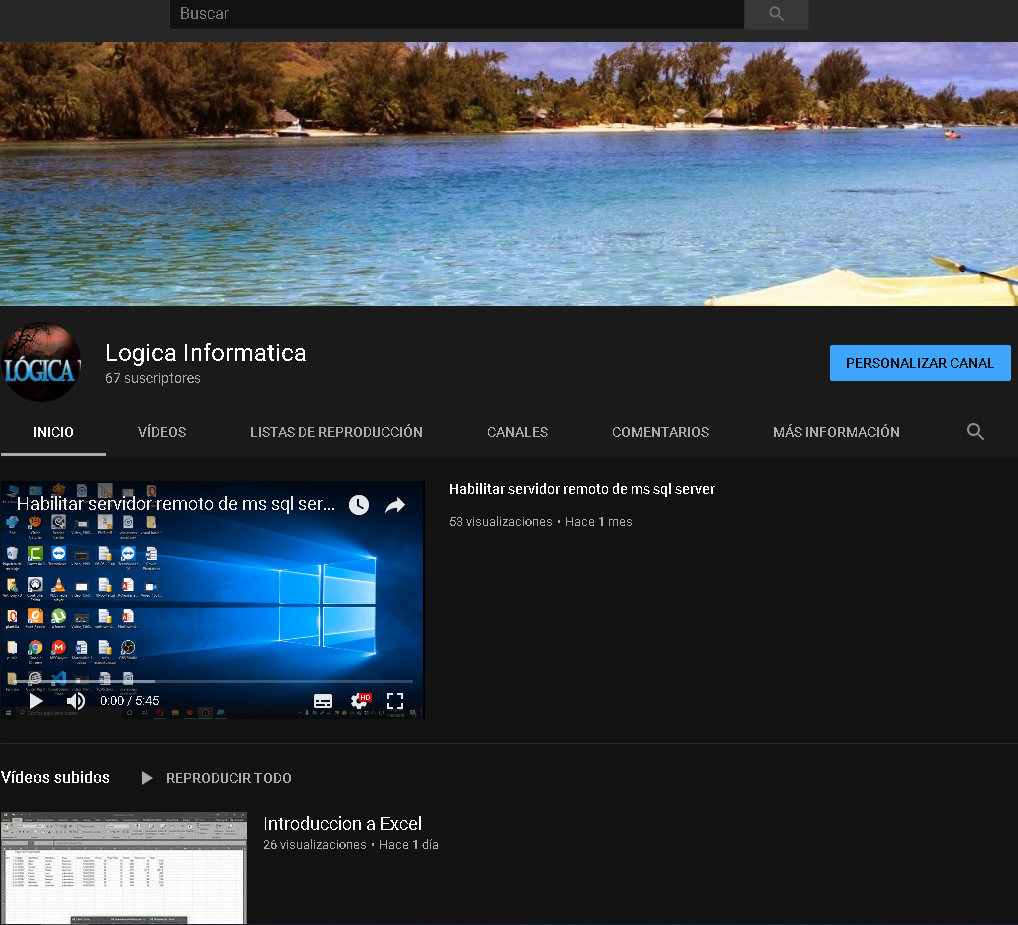 Buscar
LÓGICA
Logica Informatica
67 suscriptores
PERSONALIZAR CANAL
INICIO
VÍDEOS
LISTAS DE REPRODUCCIÓN
CANALES
COMENTARIOS
MÁS INFORMACIÓN
Habilitar servidor remoto de ms sql ser...
0:00 / 5:45
HD
Habilitar servidor remoto de ms sql server
53 visualizaciones • Hace 1 mes
Vídeos subidos
REPRODUCIR TODO
Introduccion a Excel
26 visualizaciones • Hace 1 día